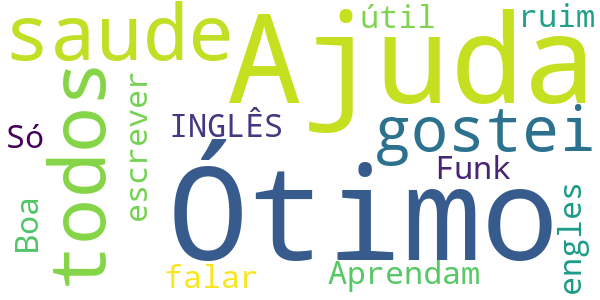 saude
Ajuda
útil
ruim
todos
escrever
Só
INGLÊS
gostei
Funk
Boa
Ótimo
engles
falar
Aprendam